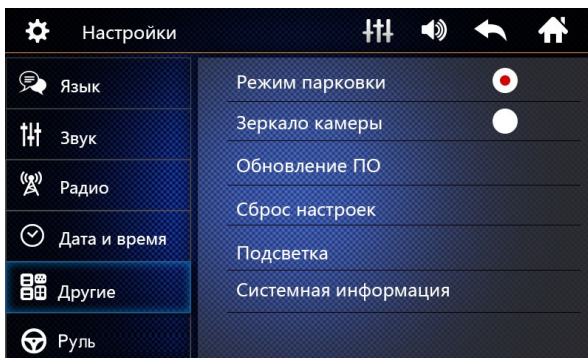 Настройки
Язык
Звук
Радио
Дата и время
Другие
Руль
Режим парковки
Зеркало камеры
Обновление ПО
Сброс настроек
Подсветка
Системная информация